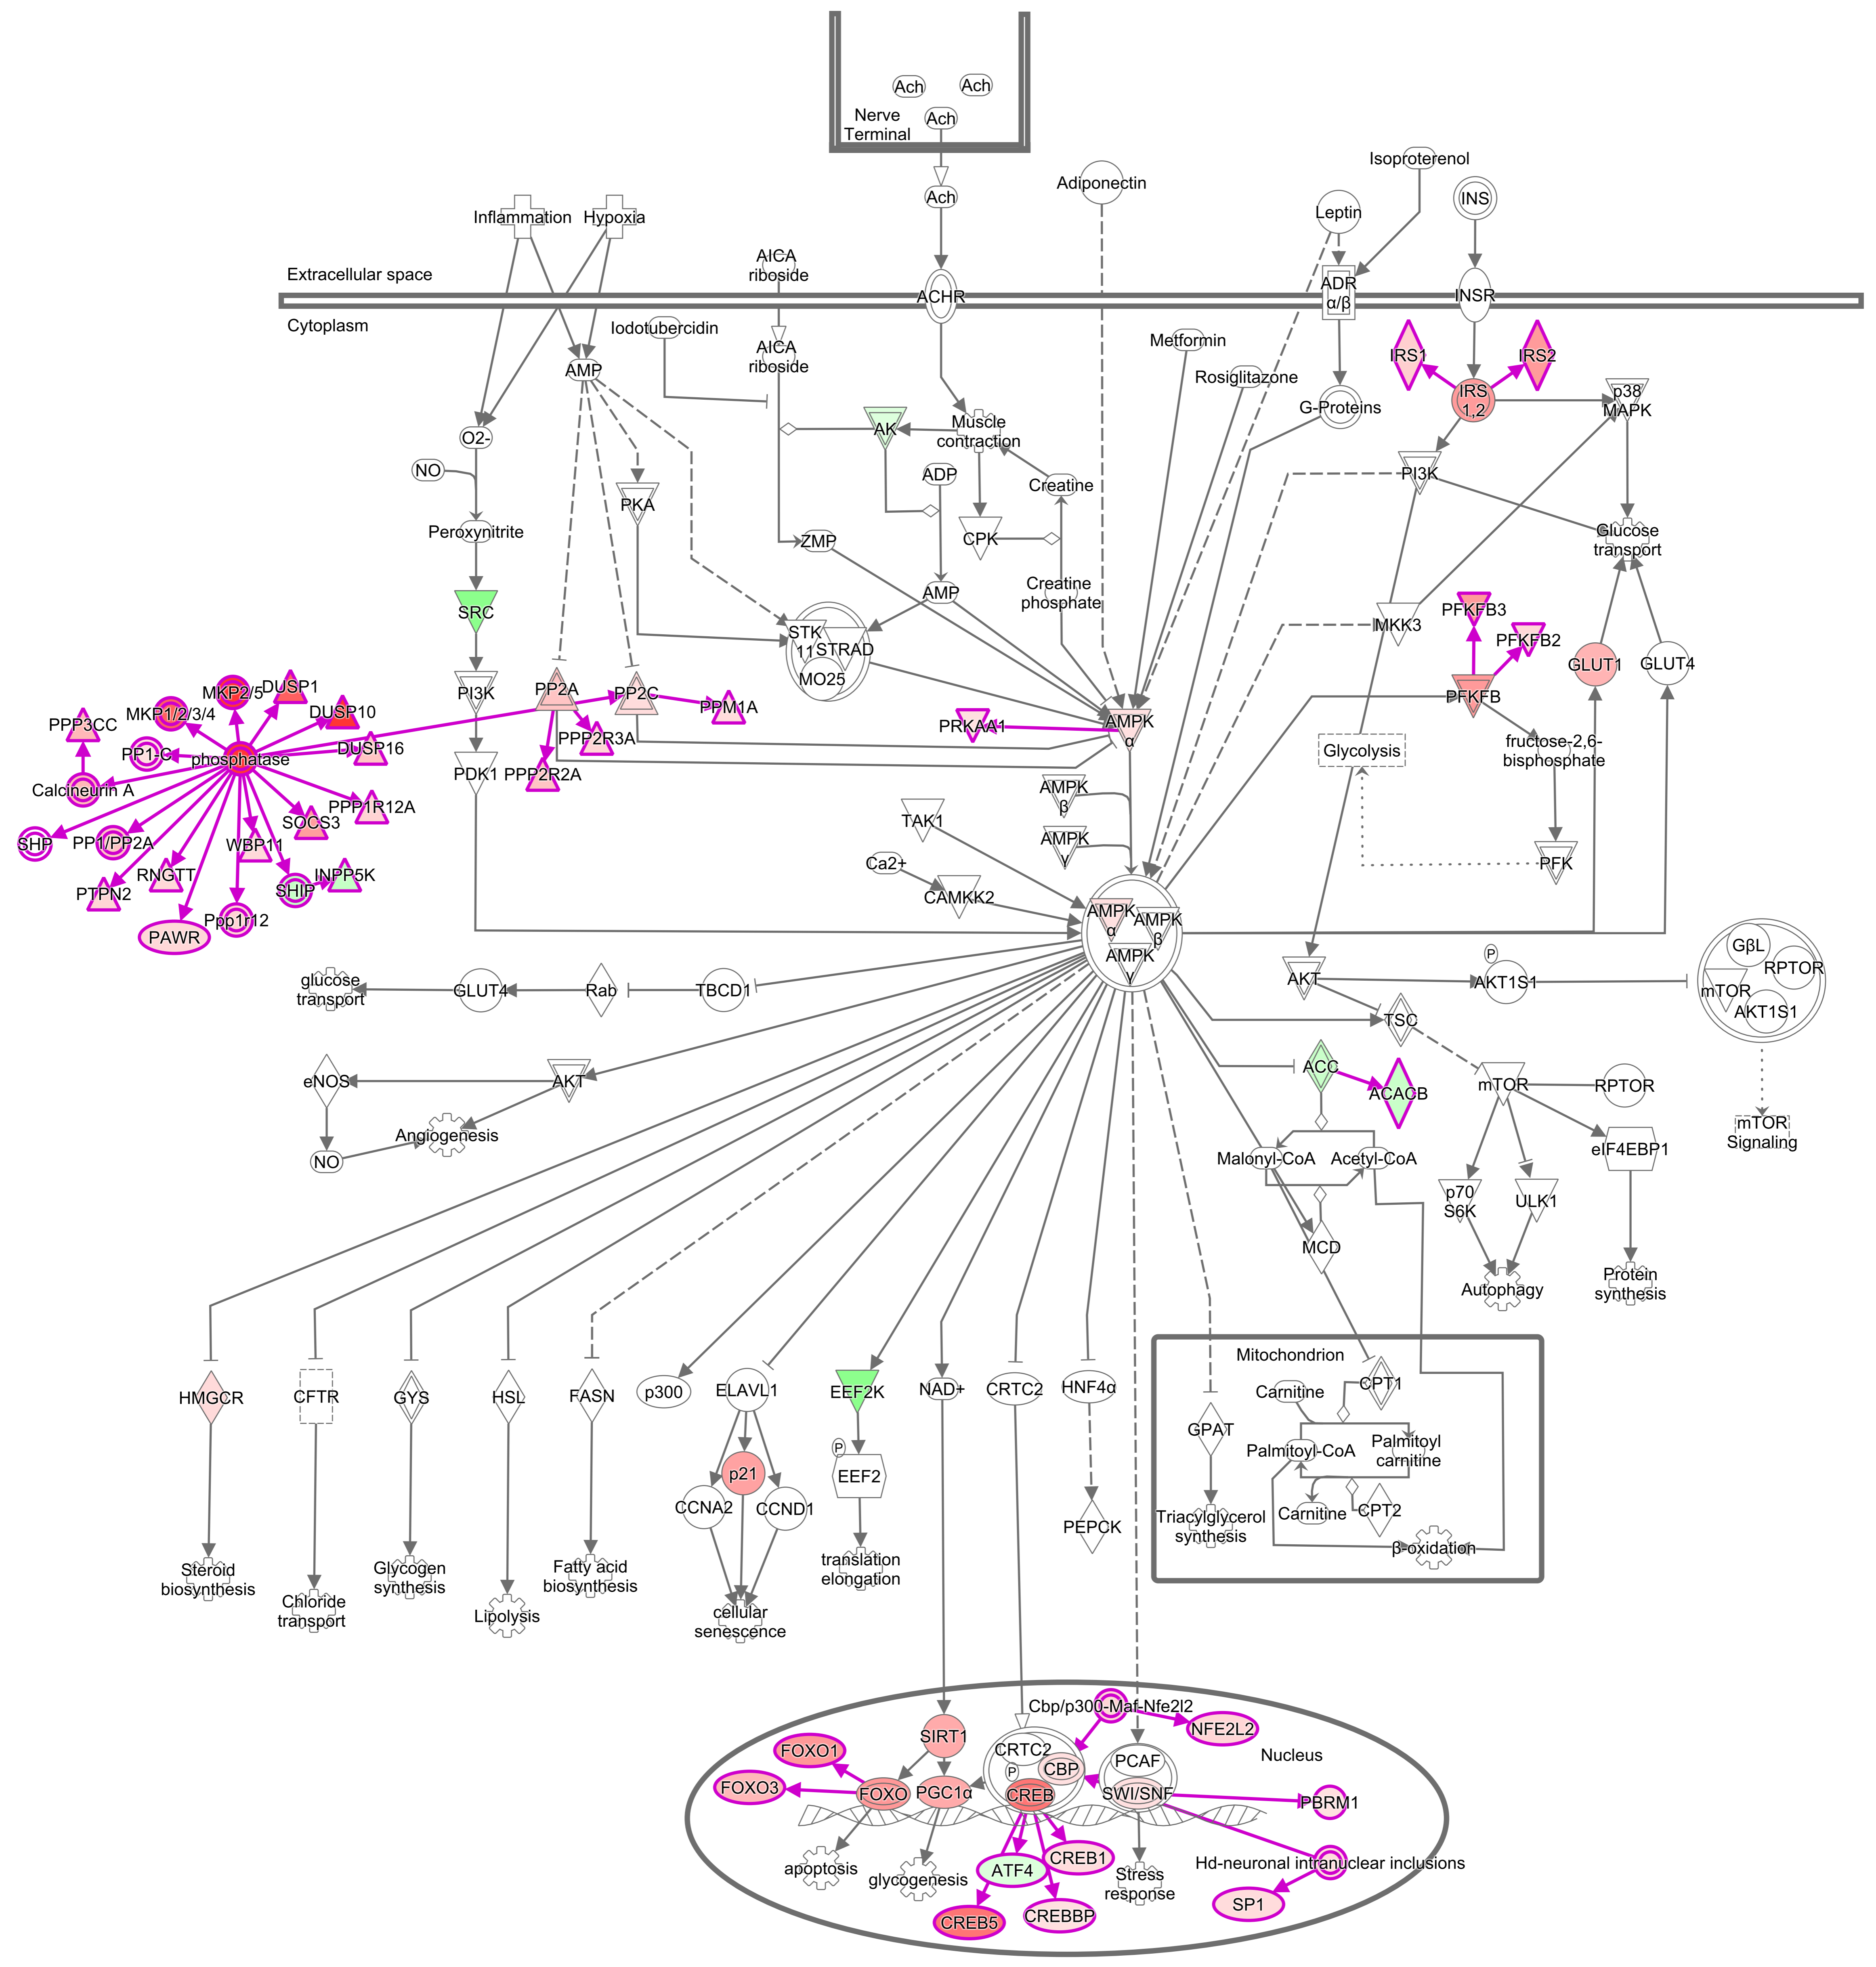 Ach
Ach
Nerve
Terminal
Ach
Isoproterenol
Adiponectin
Ach
INS
Leptin
Inflammation
Hypoxia
AICA
riboside
Extracellular space
ADR
α/β
ACHR
INSR
Cytoplasm
Iodotubercidin
AICA
riboside
Metformin
IRS1
IRS2
AMP
Rosiglitazone
IRS
1,2
p38
MAPK
G-Proteins
AK
Muscle
contraction
O2-
NO
ADP
PI3K
Creatine
PKA
Peroxynitrite
ZMP
CPK
Glucose
transport
AMP
Creatine
phosphate
SRC
PFKFB3
MKK3
STK
11
STRAD
PFKFB2
GLUT1
GLUT4
MO25
PI3K
PP2A
PP2C
PFKFB
MKP2/5
DUSP1
MKP1/2/3/4
DUSP10
PPM1A
PPP3CC
PRKAA1
AMPK
α
PPP2R3A
PP1-C
DUSP16
phosphatase
Glycolysis
fructose-2,6-
bisphosphate
PDK1
PPP2R2A
Calcineurin A
AMPK
β
PPP1R12A
TAK1
SOCS3
SHP
PP1/PP2A
WBP11
AMPK
γ
Ca2+
PFK
RNGTT
INPP5K
PTPN2
SHIP
CAMKK2
AMPK
α
AMPK
β
Ppp1r12
PAWR
AMPK
γ
P
GβL
RPTOR
glucose
transport
GLUT4
Rab
TBCD1
AKT
AKT1S1
mTOR
AKT1S1
TSC
eNOS
AKT
ACC
ACACB
mTOR
RPTOR
Angiogenesis
mTOR
Signaling
NO
Malonyl-CoA
Acetyl-CoA
eIF4EBP1
p70
S6K
ULK1
MCD
Autophagy
Protein
synthesis
Mitochondrion
HMGCR
CFTR
GYS
HSL
FASN
p300
ELAVL1
EEF2K
NAD+
CRTC2
HNF4α
Carnitine
CPT1
GPAT
P
Palmitoyl-CoA
Palmitoyl
carnitine
p21
EEF2
CCNA2
CCND1
Triacylglycerol
synthesis
Carnitine
CPT2
PEPCK
β-oxidation
Steroid
biosynthesis
Glycogen
synthesis
Fatty acid
biosynthesis
translation
elongation
Chloride
transport
Lipolysis
cellular
senescence
Cbp/p300-Maf-Nfe2l2
SIRT1
NFE2L2
FOXO1
CRTC2
Nucleus
P
CBP
PCAF
FOXO3
FOXO
PGC1α
CREB
SWI/SNF
PBRM1
apoptosis
glycogenesis
ATF4
CREB1
Stress
response
Hd-neuronal intranuclear inclusions
SP1
CREB5
CREBBP